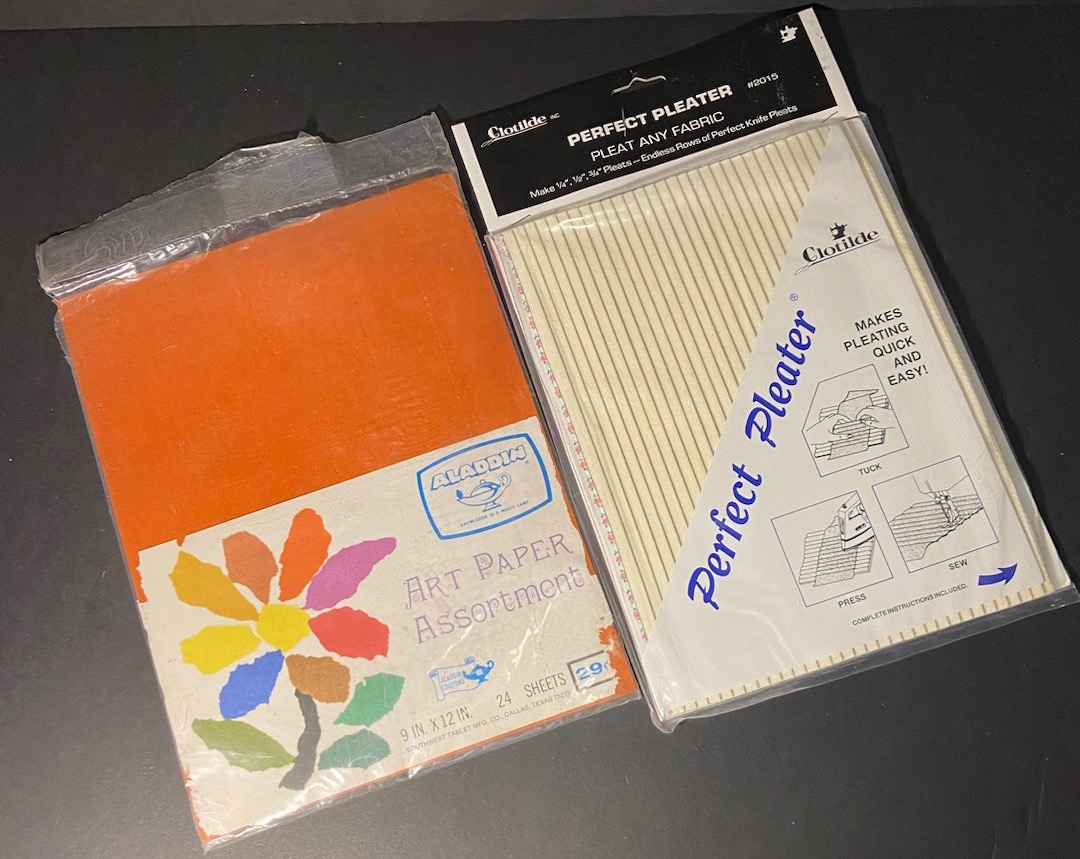 ALADDIN®
KNOWLEDGE IS A MAGIC LAMP
ART PAPER
ASSORTMENT
ALADDIN
COUPONS
9 IN. X 12 IN. 24 SHEETS 29¢
SOUTHWEST TABLET MFG. CO., DALLAS, TEXAS 75215
Clotilde INC
PERFECT PLEATER #2015
PLEAT ANY FABRIC
Make 1/4", 1/2", 3/4" Pleats – Endless Rows of Perfect Knife Pleats
Clotilde
Perfect Pleater®
MAKES
PLEATING
QUICK
AND
EASY!
TUCK
PRESS
SEW
COMPLETE INSTRUCTIONS INCLUDED.